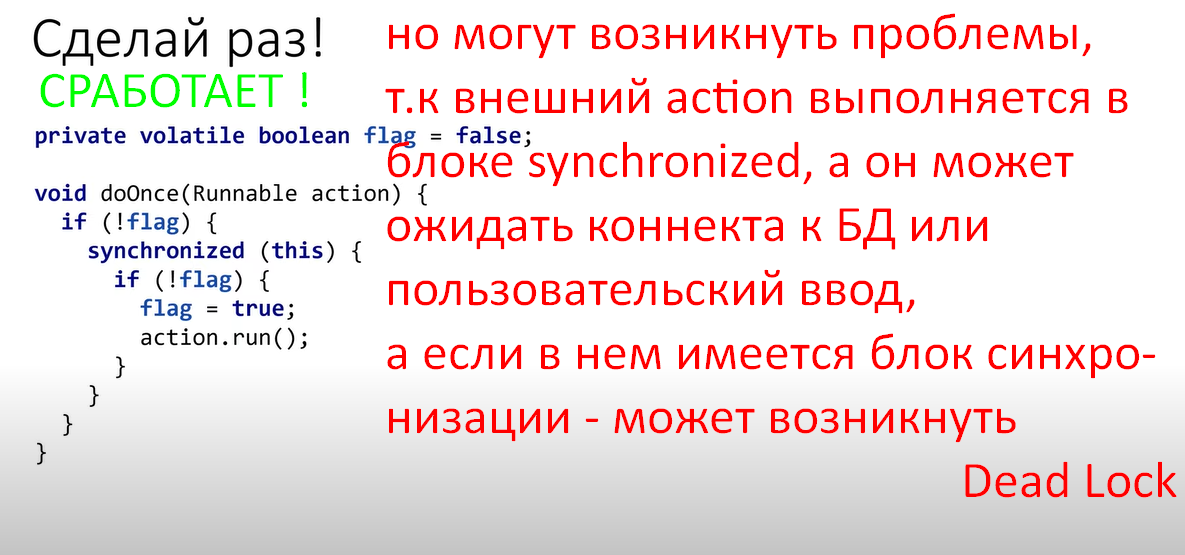 Сделай раз!
СРАБОТАЕТ !
private volatile boolean flag = false;
void doOnce(Runnable action) {
if (!flag) {
synchronized (this) {
if (!flag) {
flag = true;
action.run();
}
}
}
}
но могут возникнуть проблемы,
т.к внешний action выполняется в
блоке synchronized, а он может
ожидать коннекта к БД или
пользовательский ввод,
а если в нем имеется блок синхро-
низации - может возникнуть
Dead Lock